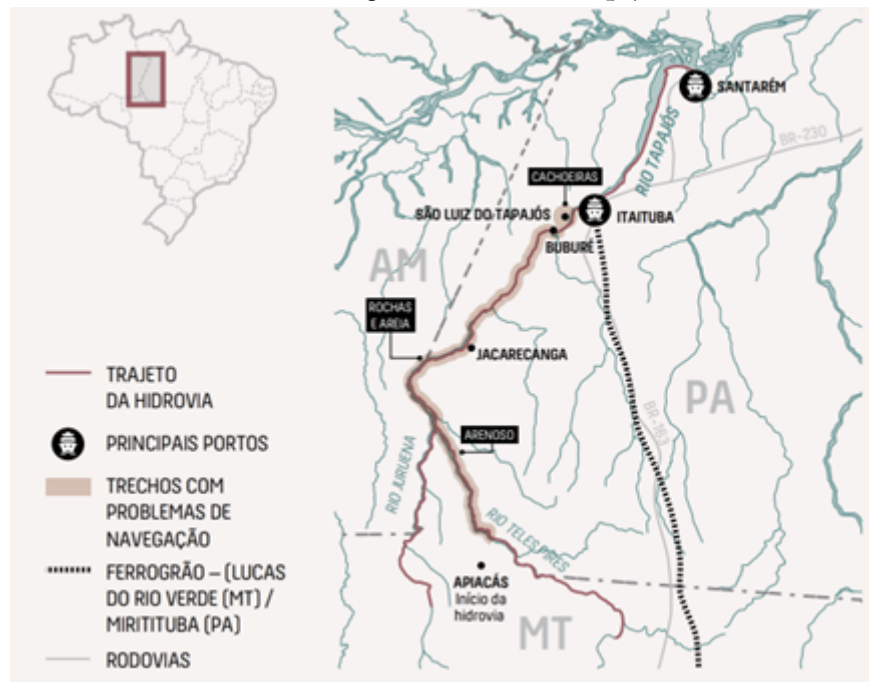 SANTARÉM
RIO TAPAJÓS
BR-230
CACHOEIRAS
SÃO LUIZ DO TAPAJÓS
ITAITUBA
BUBURÉ
AM
ROCHAS
E AREIA
JACARECANGA
PA
BR-163
ARENOSO
RIO JURUENA
RIO TELES PIRES
APIACÁS
Início da
hidrovia
MT
TRAJETO
DA HIDROVIA
PRINCIPAIS PORTOS
TRECHOS COM
PROBLEMAS DE
NAVEGAÇÃO
FERROGRÃO – (LUCAS
DO RIO VERDE (MT) /
MIRITITUBA (PA)
RODOVIAS